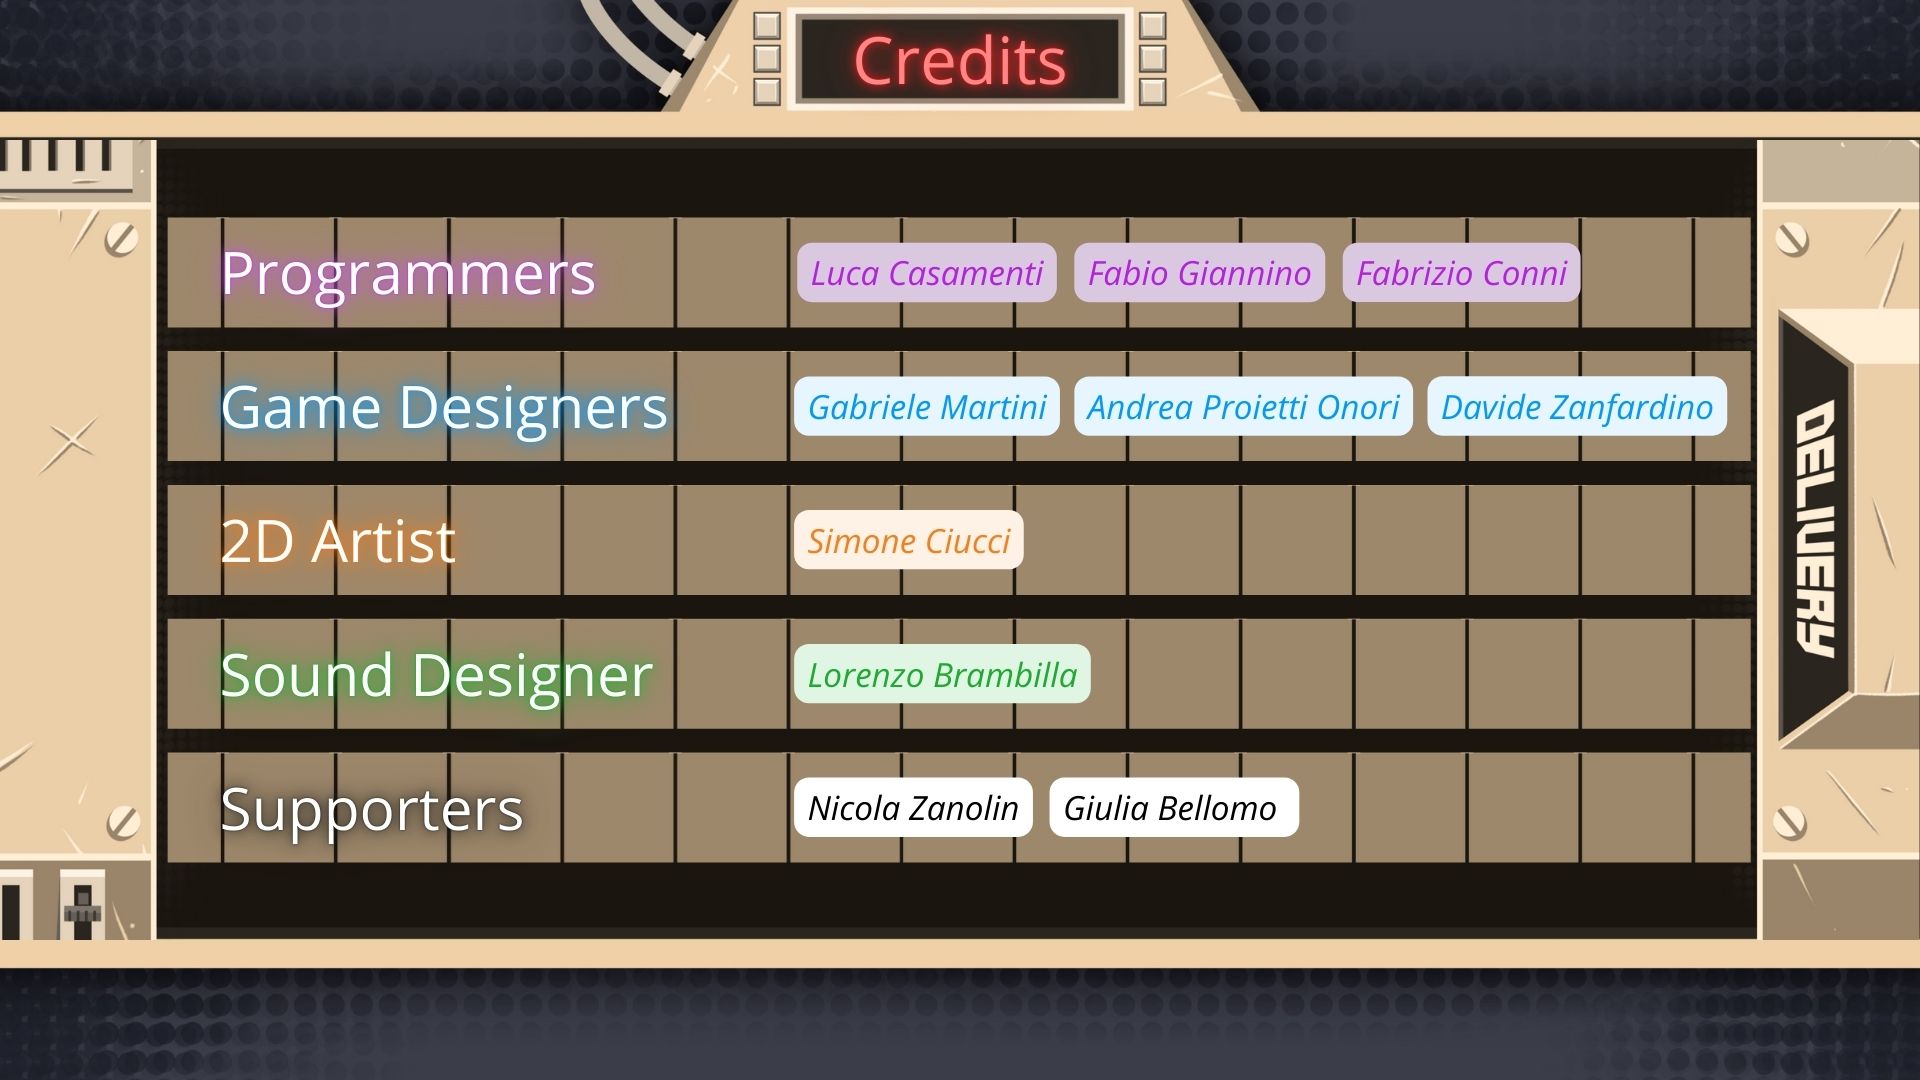 Credits
Programmers Luca Casamenti Fabio Giannino Fabrizio Conni
Game Designers Gabriele Martini Andrea Proietti Onori Davide Zanfardino
2D Artist Simone Ciucci
Sound Designer Lorenzo Brambilla
Supporters Nicola Zanolin Giulia Bellomo
DELIVERY